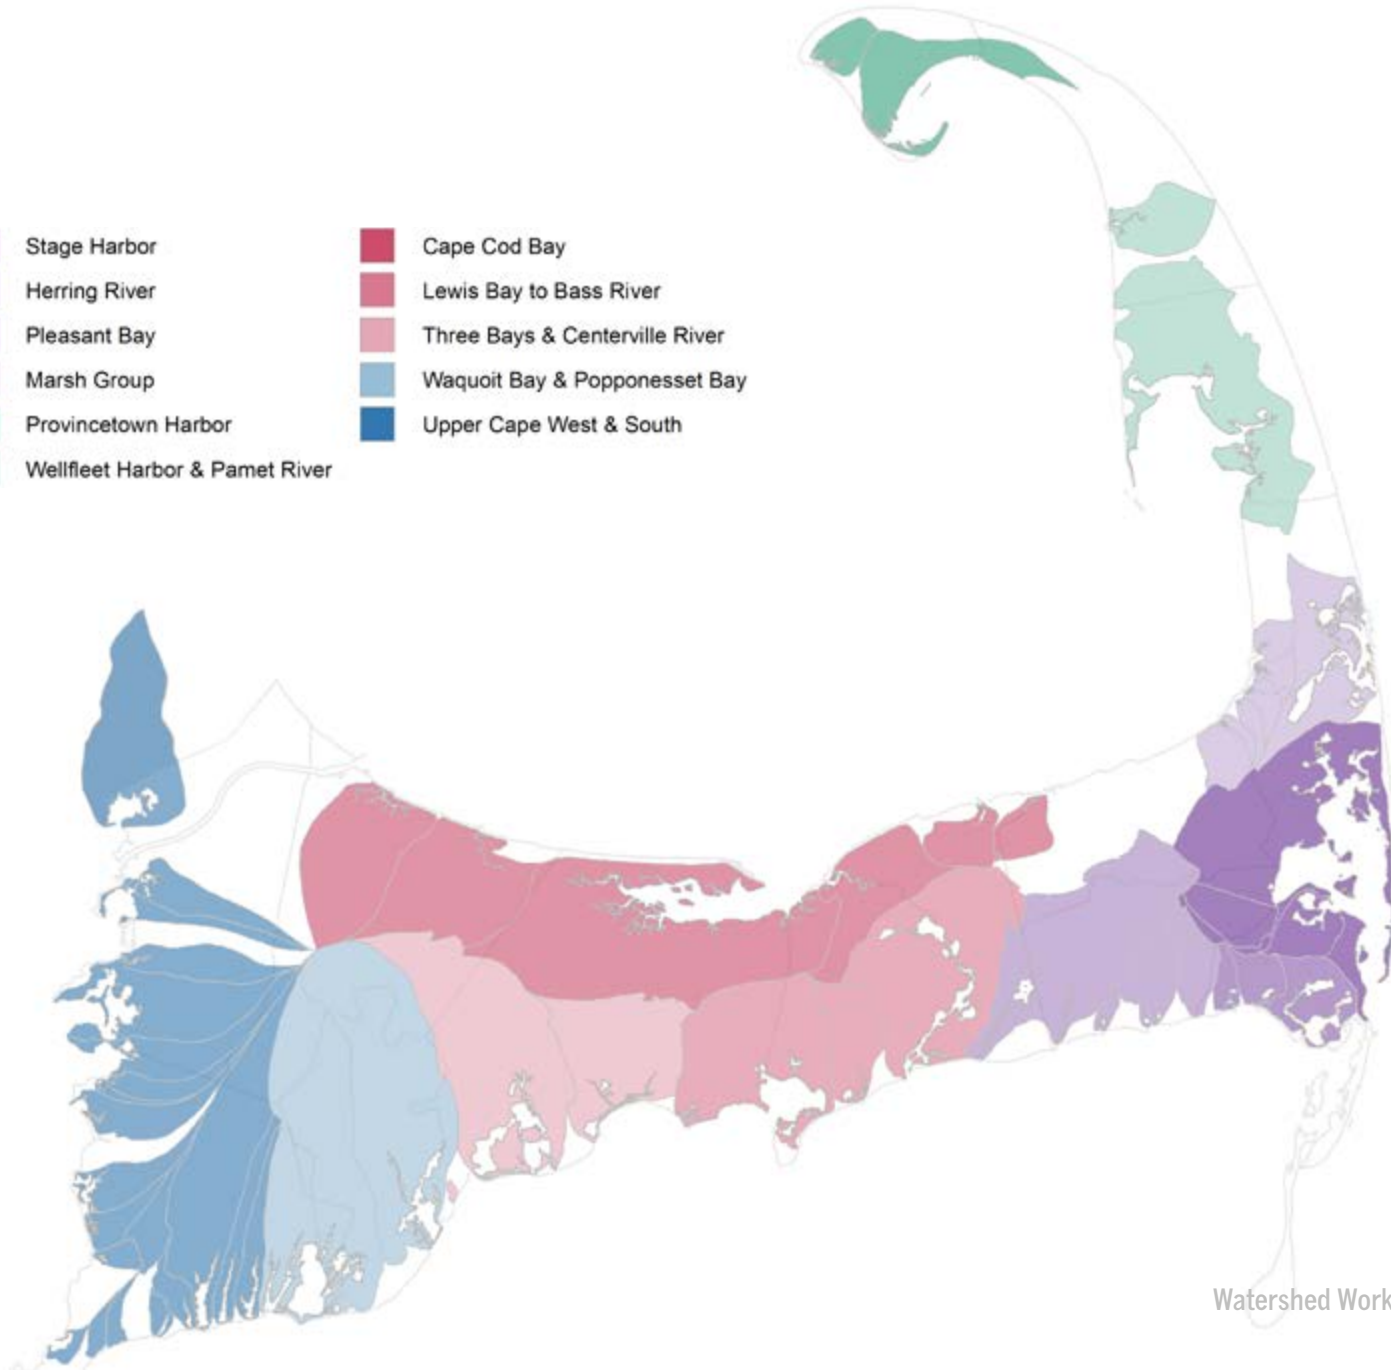 Stage Harbor
Herring River
Pleasant Bay
Marsh Group
Provincetown Harbor
Wellfleet Harbor & Pamet River
Cape Cod Bay
Lewis Bay to Bass River
Three Bays & Centerville River
Waquoit Bay & Popponesset Bay
Upper Cape West & South
Watershed Work